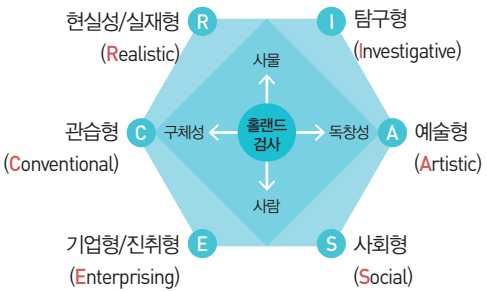 현실성/실재형 R I 탐구형
(Realistic) (Investigative)
사물
관습형 C 구체성 홀랜드 검사 독창성 A 예술형
(Conventional) (Artistic)
사람
기업형/진취형 E S 사회형
(Enterprising) (Social)